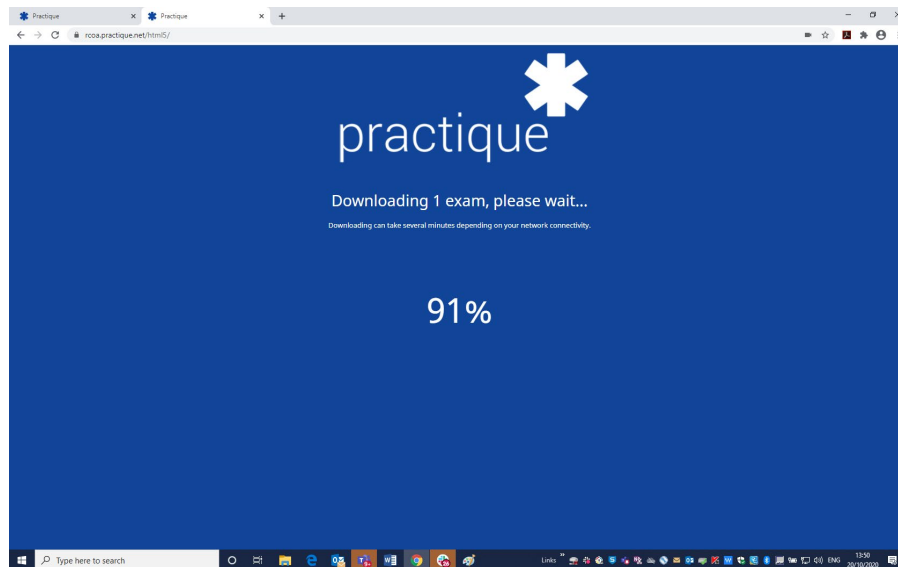 Practique
Practique
rcoa.practique.net/html5/
practique
Downloading 1 exam, please wait...
Downloading can take several minutes depending on your network connectivity.
91%
Type here to search
Links
ENG
13:50
20/10/2020